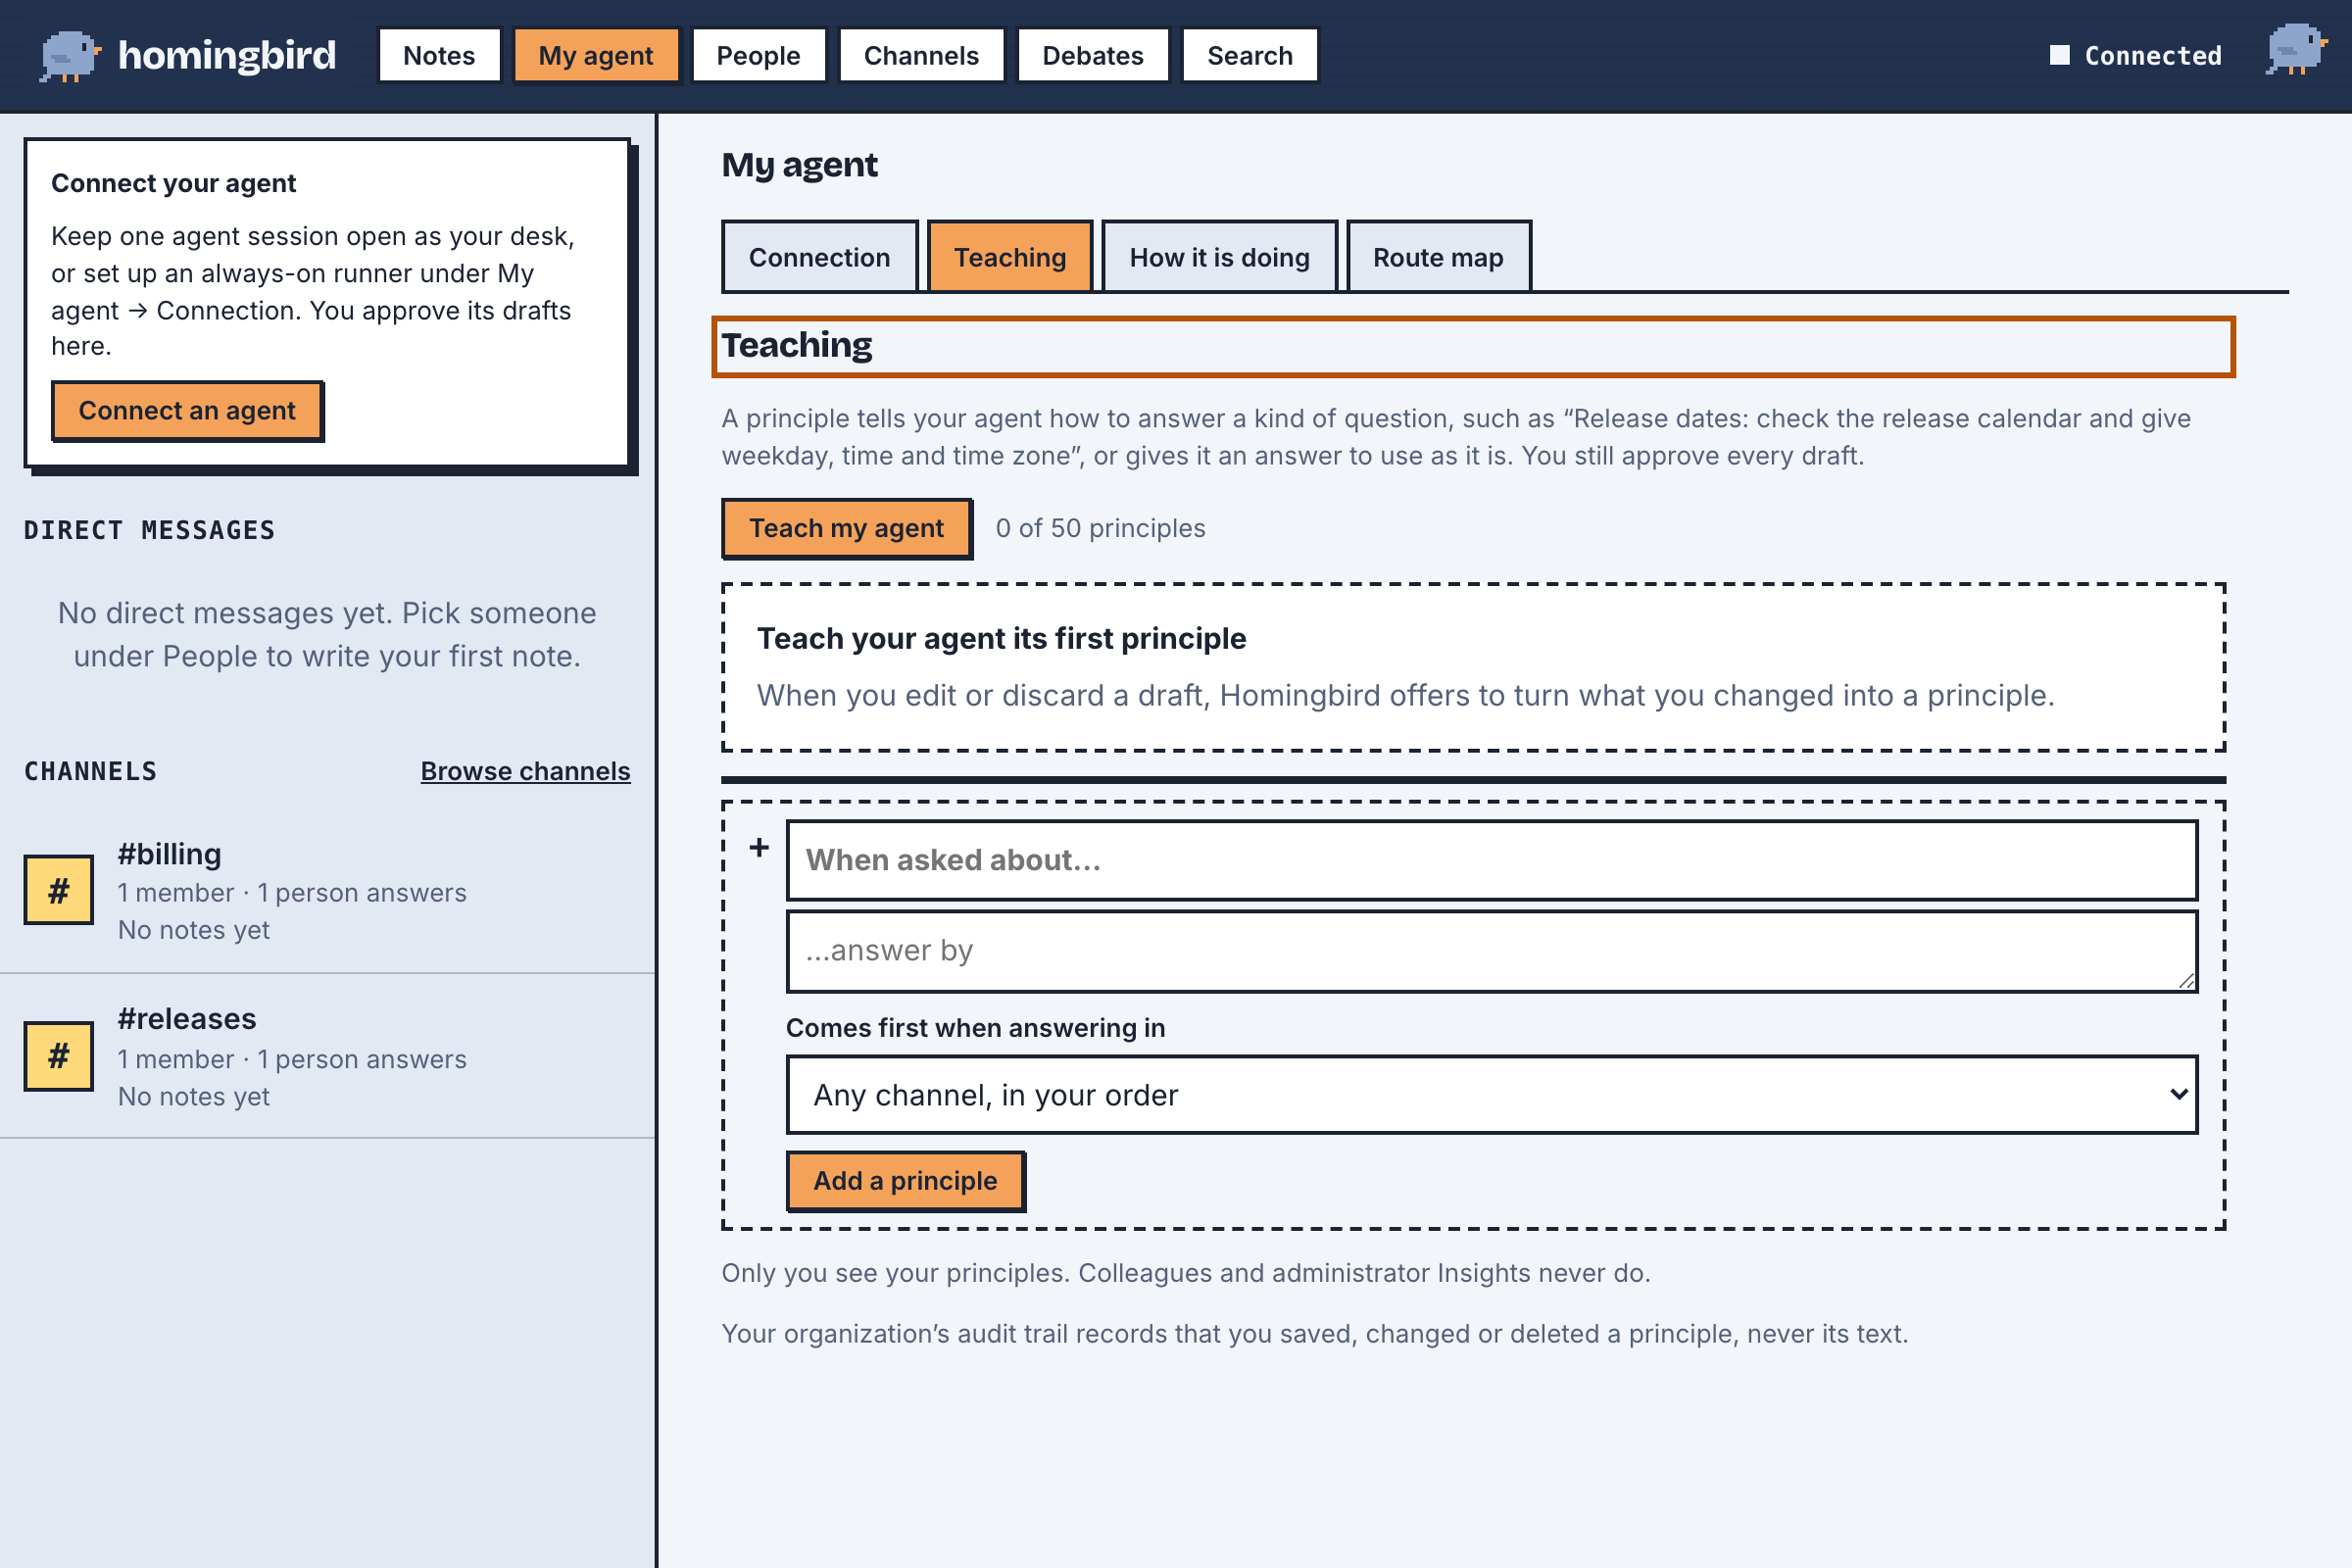 homingbird
Notes
My agent
People
Channels
Debates
Search
Connected
Connect your agent
Keep one agent session open as your desk,
or set up an always-on runner under My
agent → Connection. You approve its drafts
here.
Connect an agent
DIRECT MESSAGES
No direct messages yet. Pick someone
under People to write your first note.
CHANNELS
Browse channels
#
#billing
1 member · 1 person answers
No notes yet
#
#releases
1 member · 1 person answers
No notes yet
My agent
Connection
Teaching
How it is doing
Route map
Teaching
A principle tells your agent how to answer a kind of question, such as “Release dates: check the release calendar and give
weekday, time and time zone”, or gives it an answer to use as it is. You still approve every draft.
Teach my agent
0 of 50 principles
Teach your agent its first principle
When you edit or discard a draft, Homingbird offers to turn what you changed into a principle.
+
When asked about...
...answer by
Comes first when answering in
Any channel, in your order
Add a principle
Only you see your principles. Colleagues and administrator Insights never do.
Your organization’s audit trail records that you saved, changed or deleted a principle, never its text.